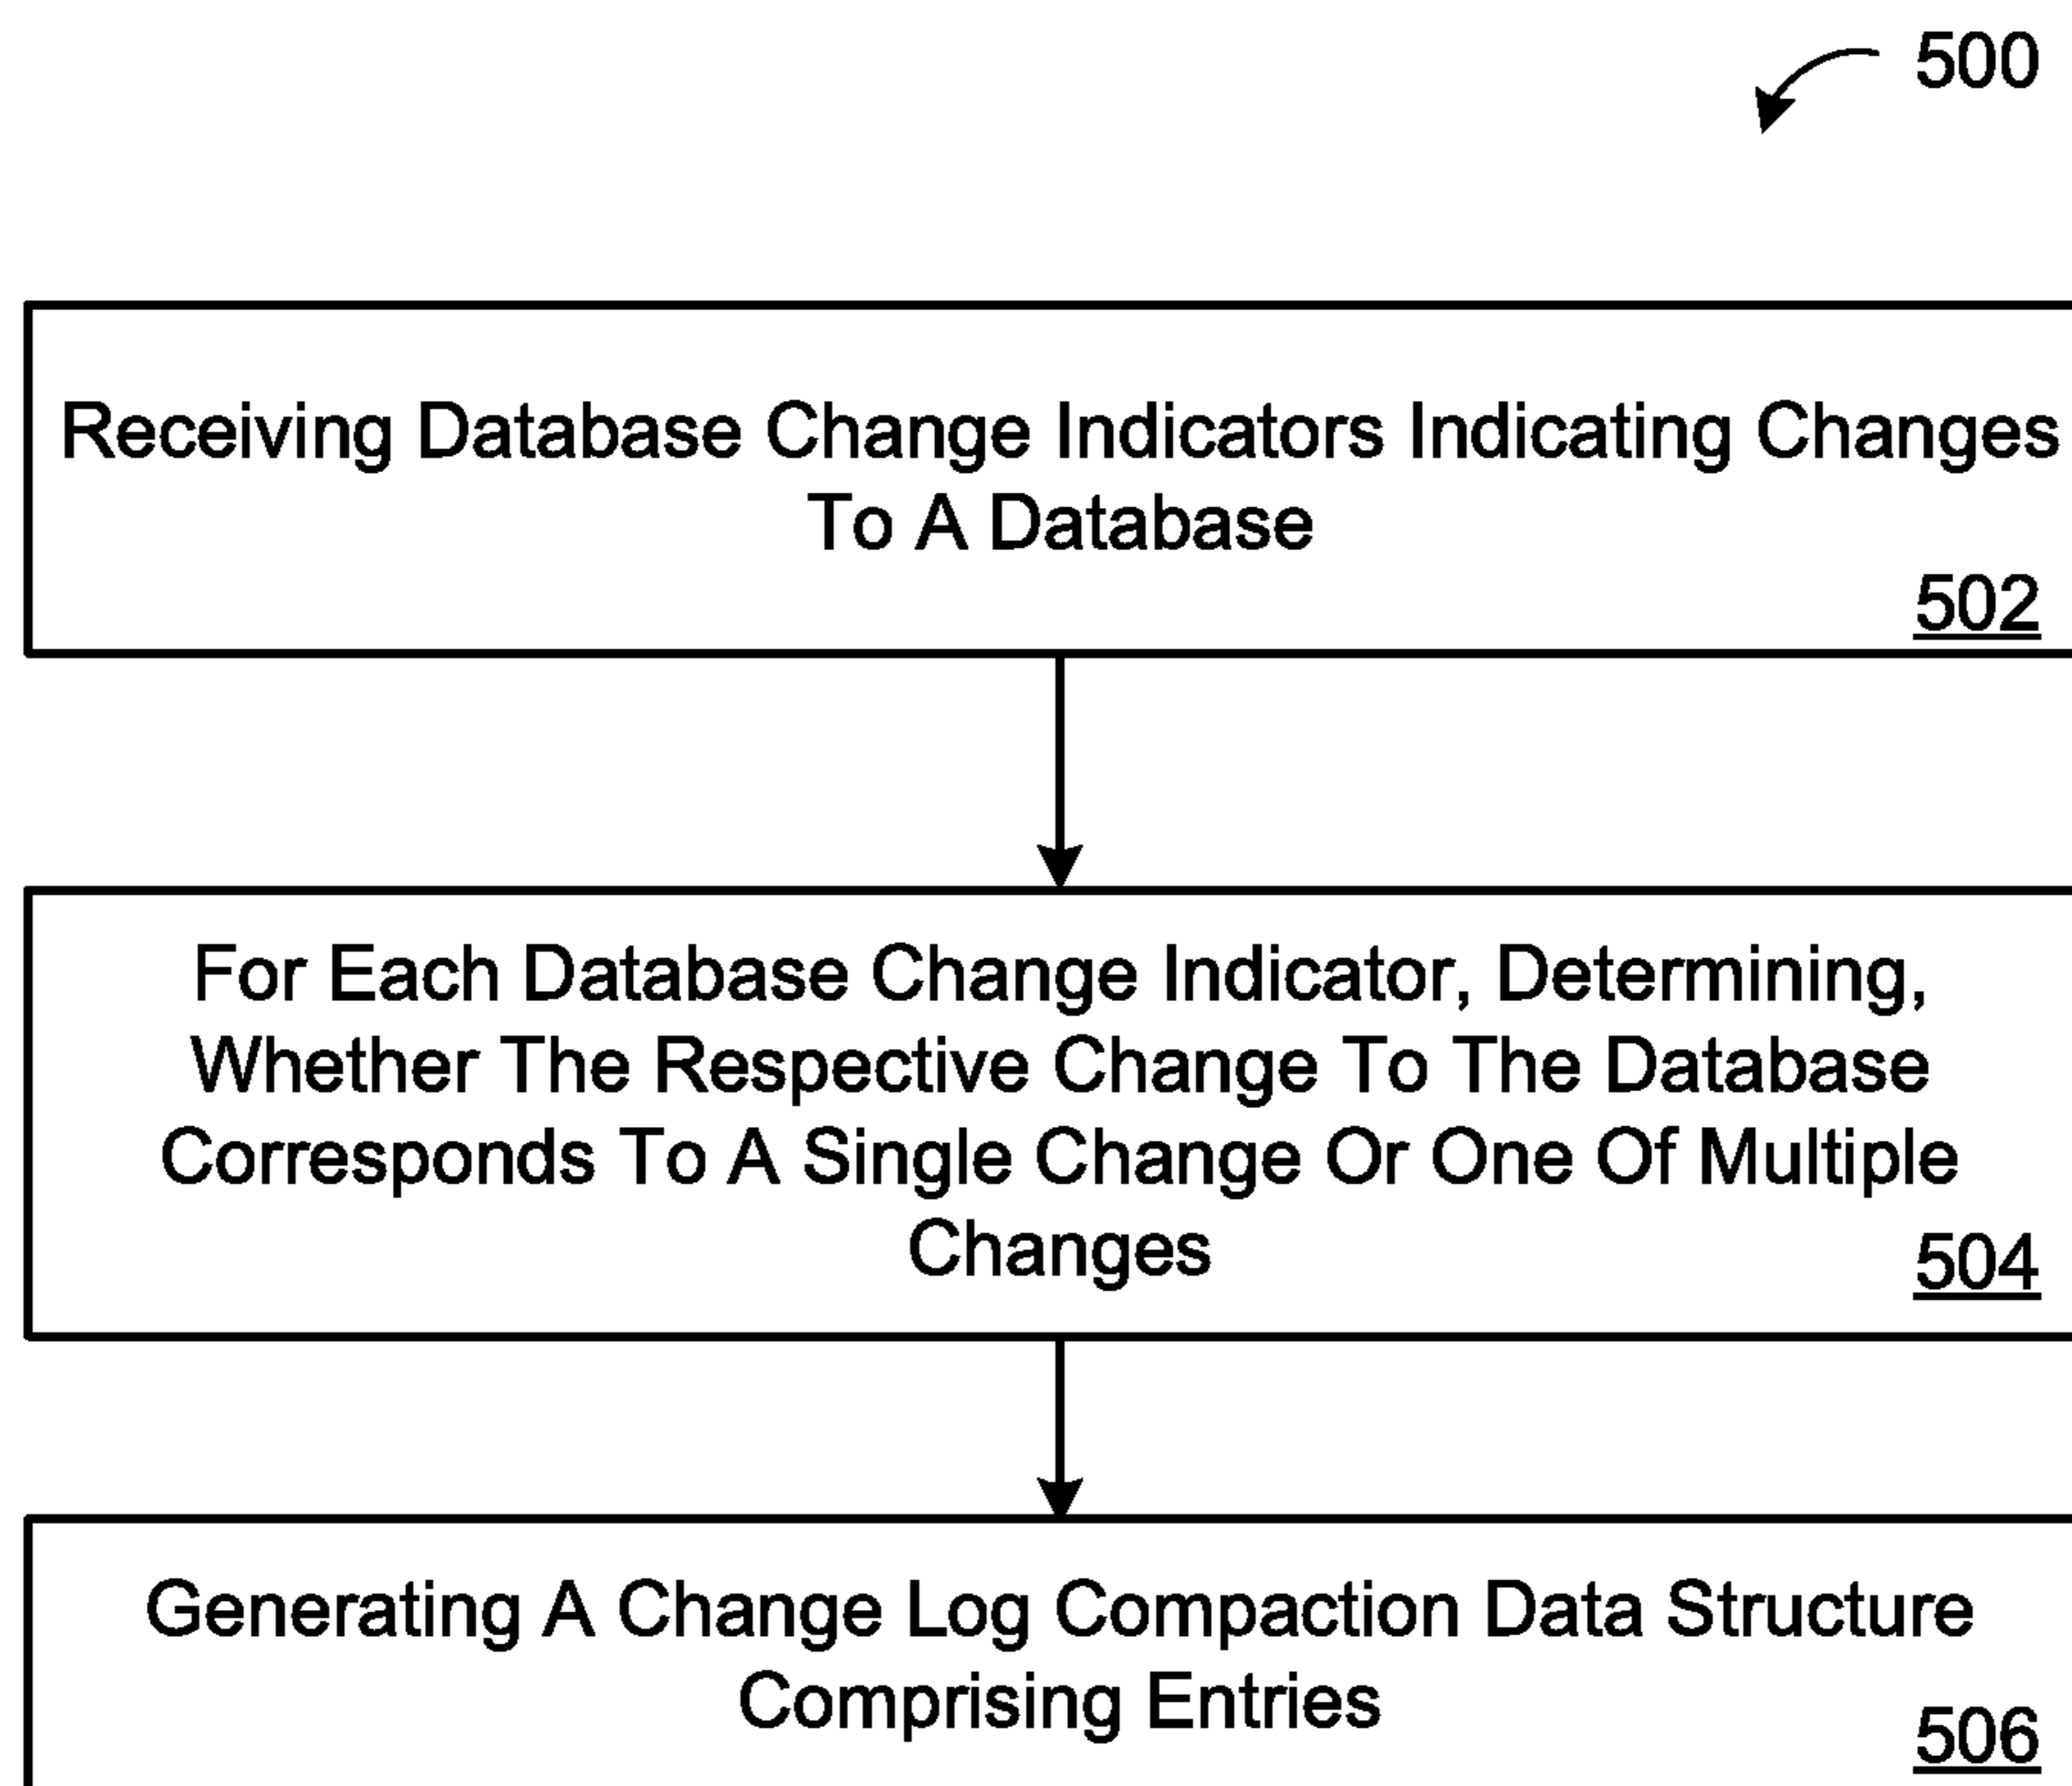 500
Receiving Database Change Indicators Indicating Changes
To A Database
502
For Each Database Change Indicator, Determining,
Whether The Respective Change To The Database
Corresponds To A Single Change Or One Of Multiple
Changes
504
Generating A Change Log Compaction Data Structure
Comprising Entries
506